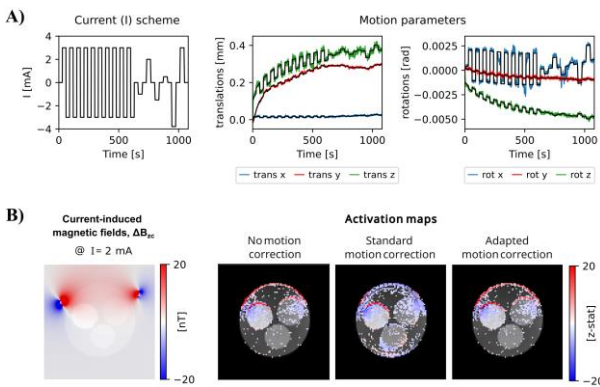 A)
Current (I) scheme
Motion parameters
4
2
0
−2
−4
I [mA]
0
500
1000
Time [s]
0.4
0.2
0.0
translations [mm]
0
500
1000
Time [s]
trans x trans y trans z
0.0025
0.0000
−0.0025
−0.0050
rotations [rad]
0
500
1000
Time [s]
rot x rot y rot z
B)
Current-induced
magnetic fields, ΔBzc
@ I = 2 mA
20
[nT]
−20
Activation maps
No motion
correction
Standard
motion correction
Adapted
motion correction
20
[z-stat]
−20